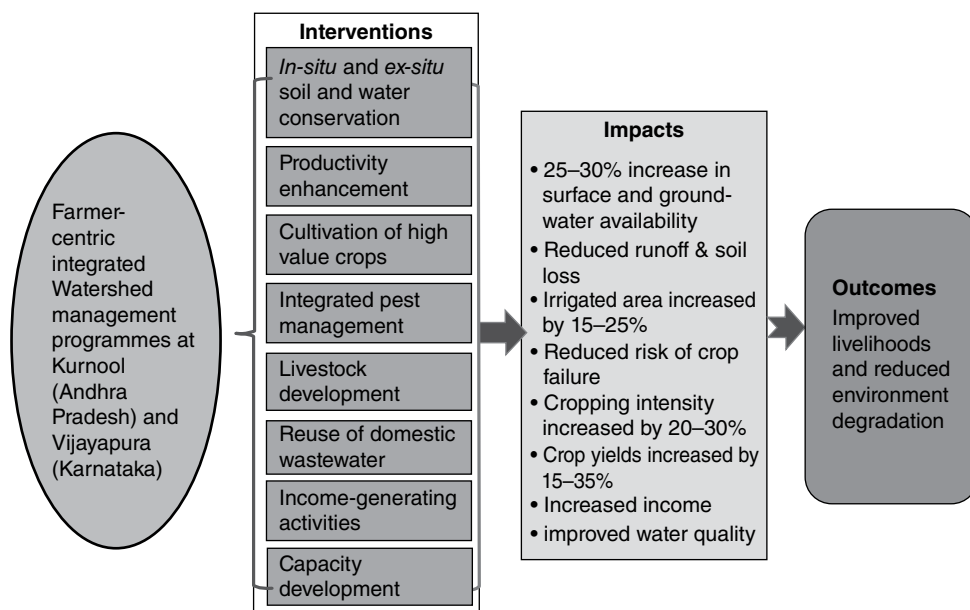 Farmer-
centric
integrated
Watershed
management
programmes at
Kurnool
(Andhra
Pradesh) and
Vijayapura
(Karnataka)
Interventions
In-situ and ex-situ
soil and water
conservation
Productivity
enhancement
Cultivation of high
value crops
Integrated pest
management
Livestock
development
Reuse of domestic
wastewater
Income-generating
activities
Capacity
development
Impacts
• 25–30% increase in
surface and ground-
water availability
• Reduced runoff & soil
loss
• Irrigated area increased
by 15–25%
• Reduced risk of crop
failure
• Cropping intensity
increased by 20–30%
• Crop yields increased by
15–35%
• Increased income
• improved water quality
Outcomes
Improved
livelihoods
and reduced
environment
degradation